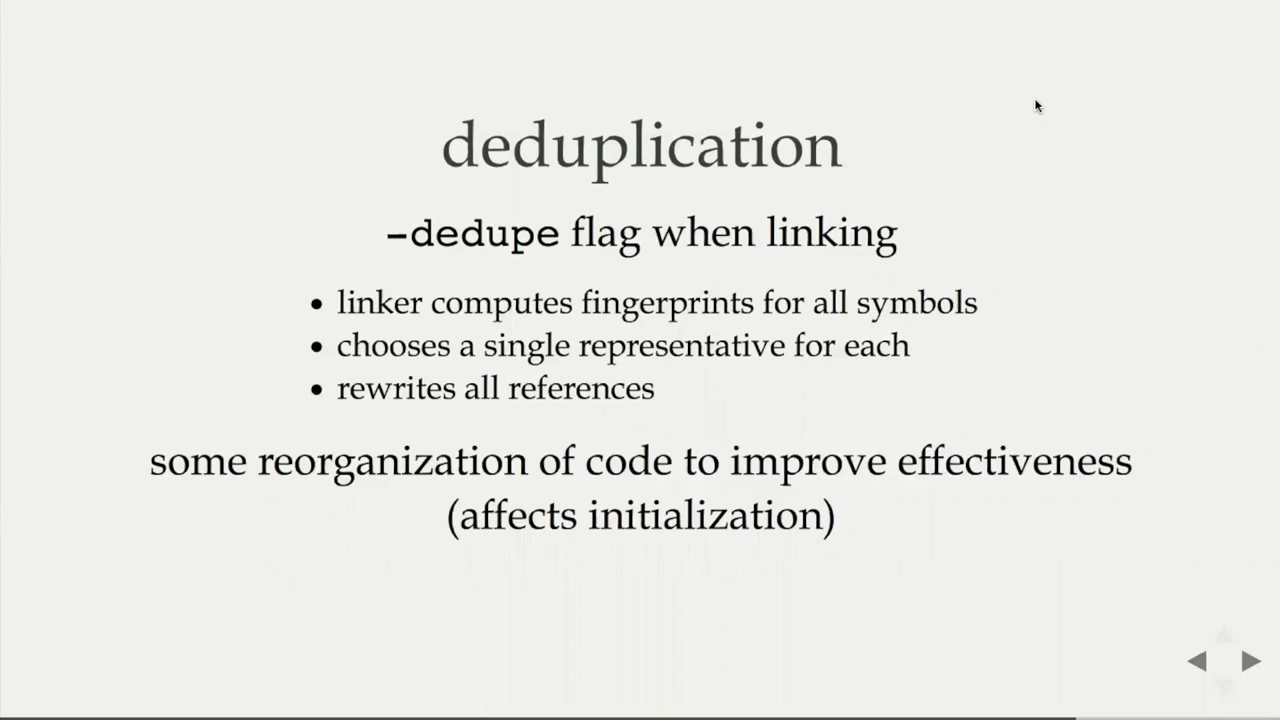 deduplication
-dedupe flag when linking
• linker computes fingerprints for all symbols
• chooses a single representative for each
• rewrites all references
some reorganization of code to improve effectiveness
(affects initialization)